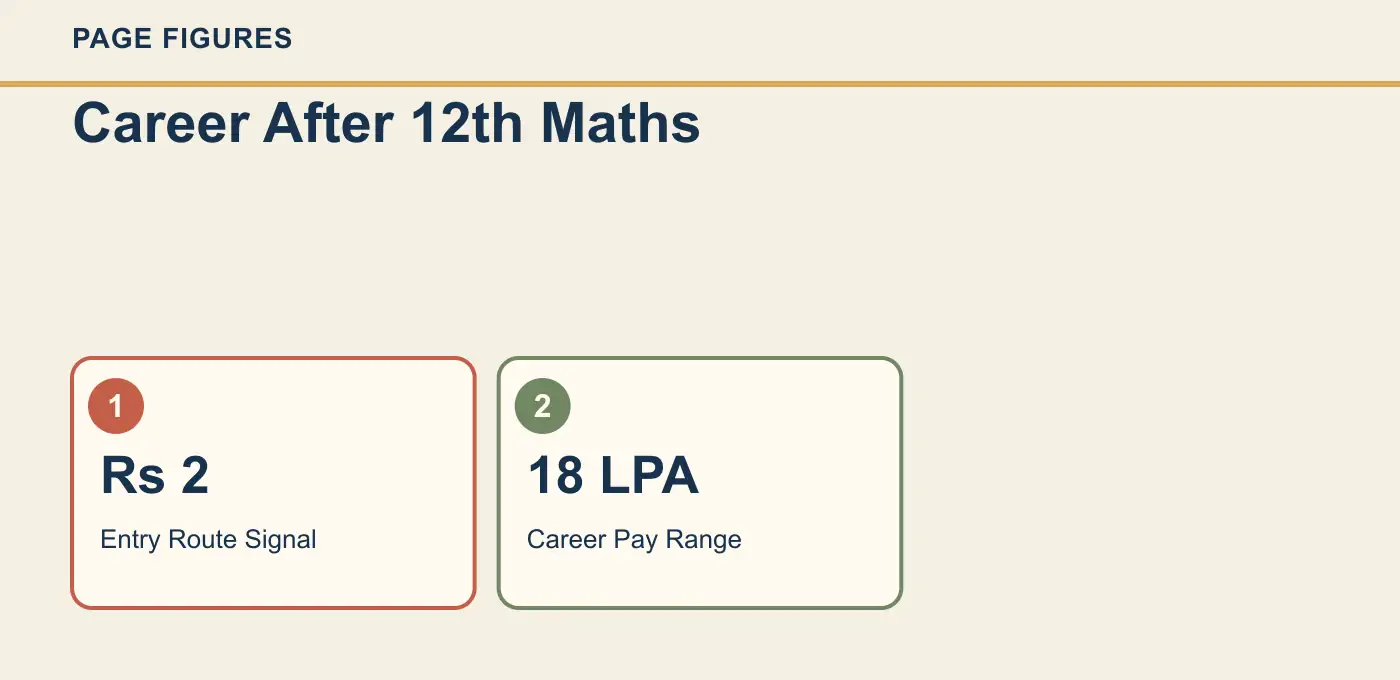 PAGE FIGURES
Career After 12th Maths
1
Rs 2
Entry Route Signal
2
18 LPA
Career Pay Range